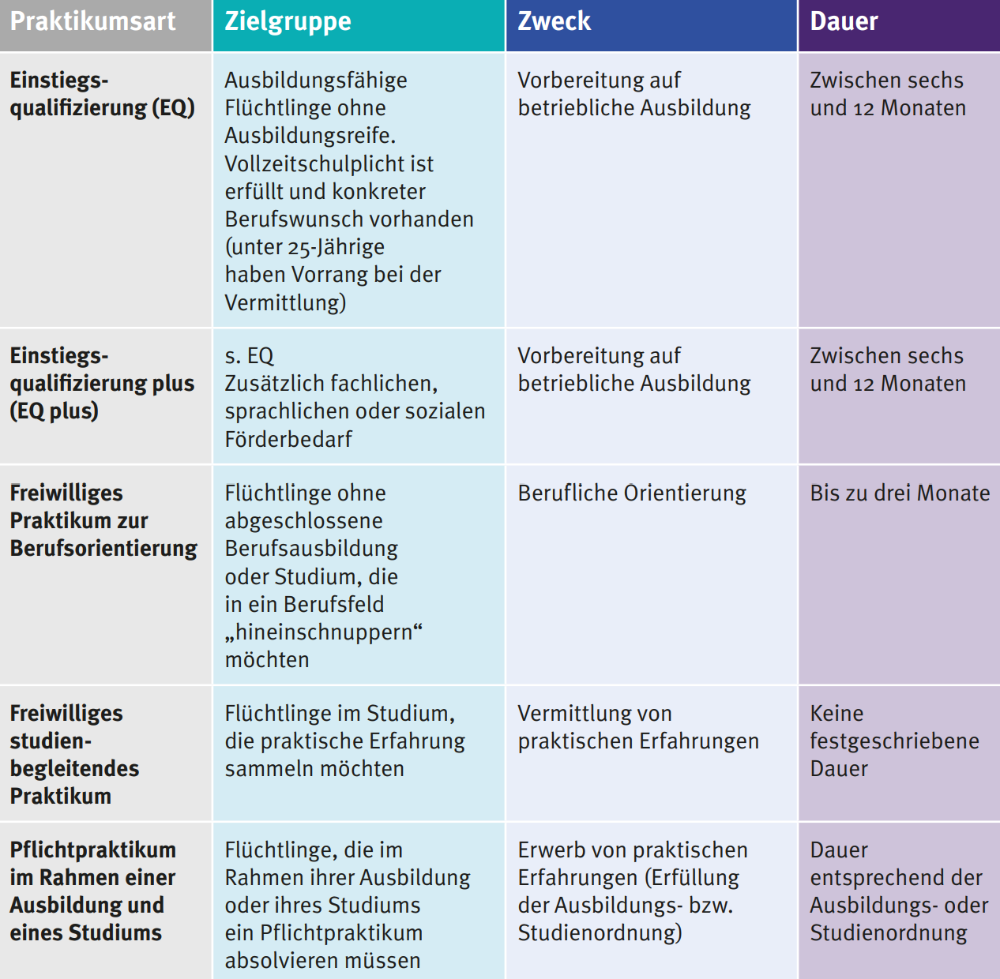 Praktikumsart
Zielgruppe
Zweck
Dauer
Einstiegs-
qualifizierung (EQ)
Ausbildungsfähige
Flüchtlinge ohne
Ausbildungsreife.
Vollzeitschulplicht ist
erfüllt und konkreter
Berufswunsch vorhanden
(unter 25-Jährige
haben Vorrang bei der
Vermittlung)
Vorbereitung auf
betriebliche Ausbildung
Zwischen sechs
und 12 Monaten
Einstiegs-
qualifizierung plus
(EQ plus)
s. EQ
Zusätzlich fachlichen,
sprachlichen oder sozialen
Förderbedarf
Vorbereitung auf
betriebliche Ausbildung
Zwischen sechs
und 12 Monaten
Freiwilliges
Praktikum zur
Berufsorientierung
Flüchtlinge ohne
abgeschlossene
Berufsausbildung
oder Studium, die
in ein Berufsfeld
„hineinschnuppern“
möchten
Berufliche Orientierung
Bis zu drei Monate
Freiwilliges
studien-
begleitendes
Praktikum
Flüchtlinge im Studium,
die praktische Erfahrung
sammeln möchten
Vermittlung von
praktischen Erfahrungen
Keine
festgeschriebene
Dauer
Pflichtpraktikum
im Rahmen einer
Ausbildung und
eines Studiums
Flüchtlinge, die im
Rahmen ihrer Ausbildung
oder ihres Studiums
ein Pflichtpraktikum
absolvieren müssen
Erwerb von praktischen
Erfahrungen (Erfüllung
der Ausbildungs- bzw.
Studienordnung)
Dauer
entsprechend der
Ausbildungs- oder
Studienordnung